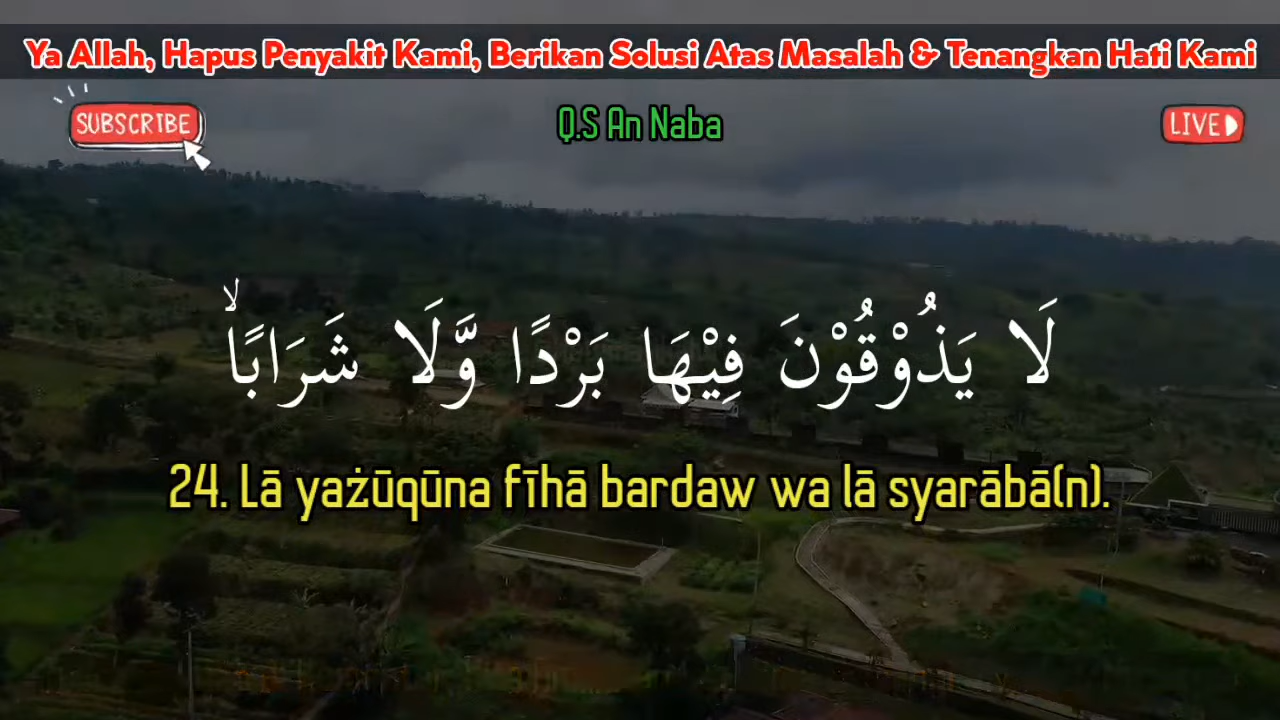 Ya Allah, Hapus Penyakit Kami, Berikan Solusi Atas Masalah & Tenangkan Hati Kami
SUBSCRIBE
Q.S An Naba
LIVE
لَا يَذُوْقُوْنَ فِيْهَا بَرْدًا وَّلَا شَرَابًاۙ
24. Lā yażūqūna fīhā bardaw wa lā syarābā(n).